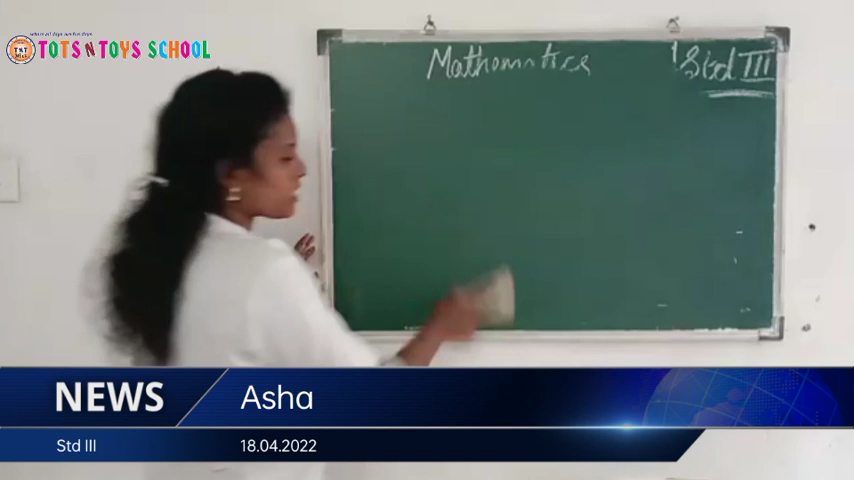 TOTS N TOYS SCHOOL
Mathematics
Std III
NEWS
Asha
Std III
18.04.2022